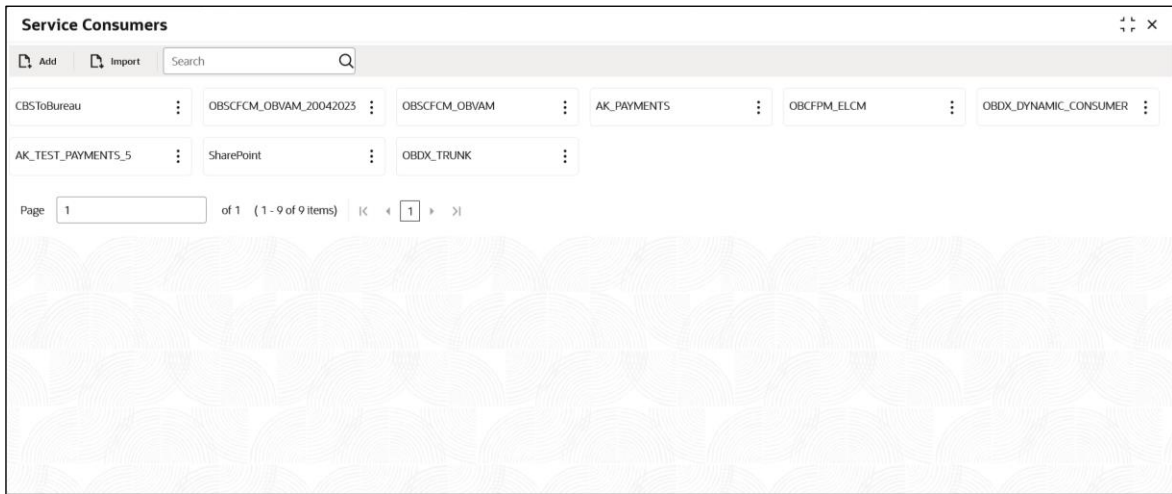 Service Consumers
Add Import Search
CBSToBureau OBSCFCM_OBVAM_20042023 OBSCFCM_OBVAM AK_PAYMENTS OBCFPM_ELCM OBDX_DYNAMIC_CONSUMER
AK_TEST_PAYMENTS_5 SharePoint OBDX_TRUNK
Page 1 of 1 ( 1 - 9 of 9 items) 1